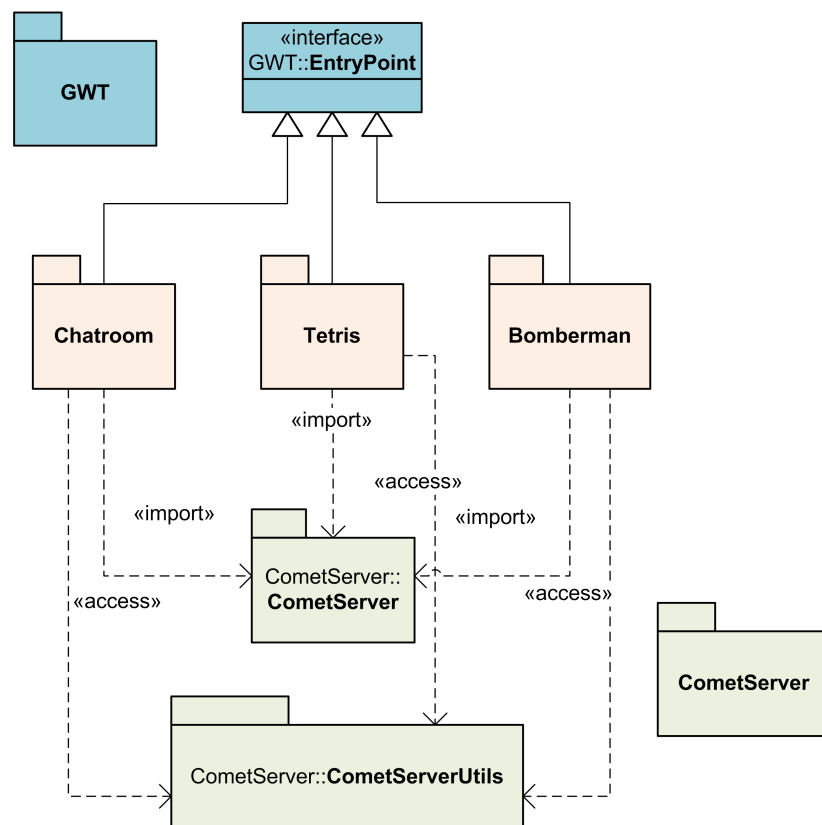 GWT
«interface»
GWT::EntryPoint
Chatroom
Tetris
Bomberman
«import»
«access»
«import»
«import»
CometServer::
CometServer
«access»
«access»
CometServer
CometServer::CometServerUtils